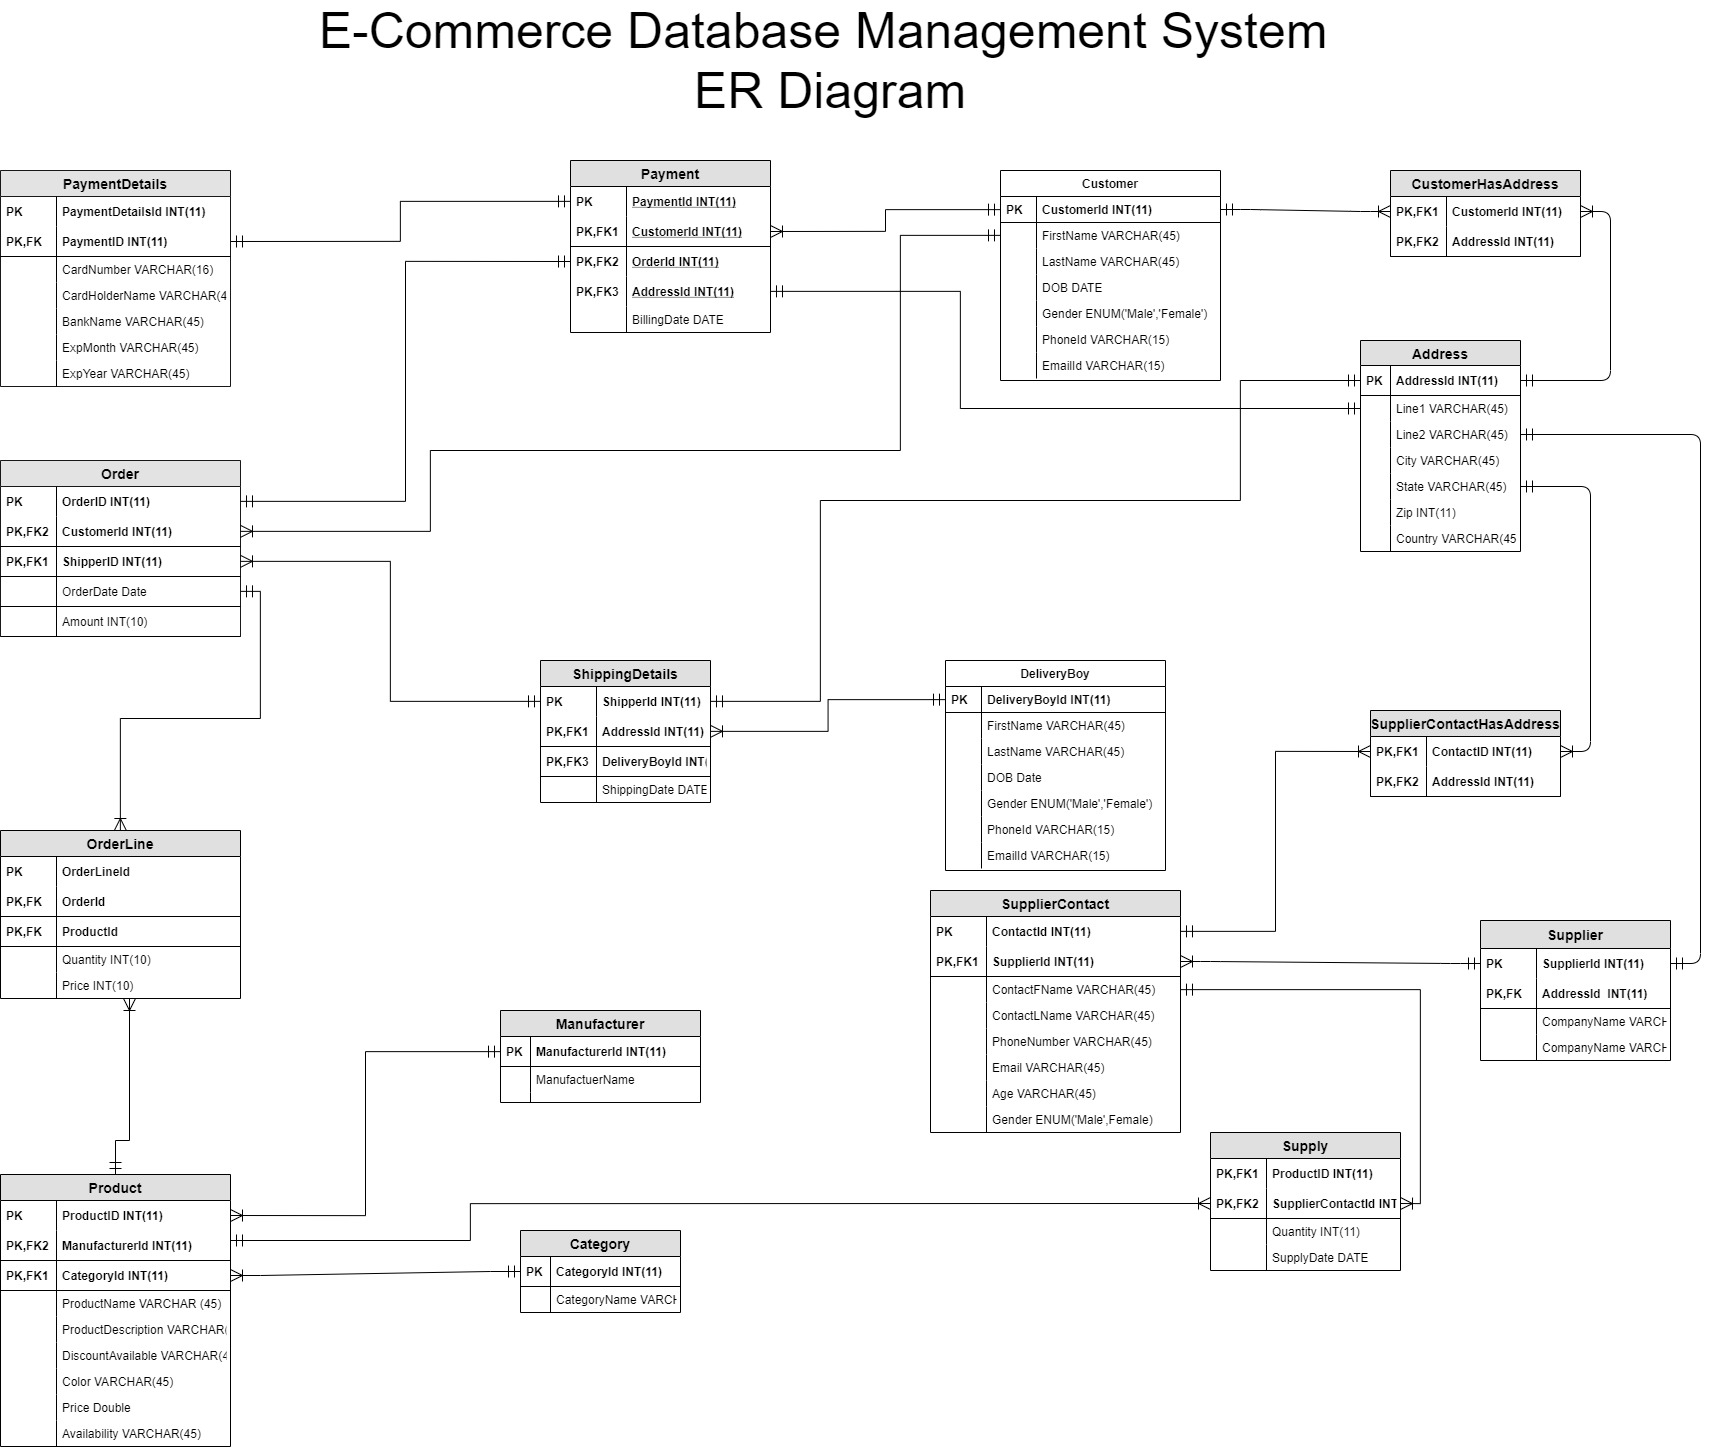 E-Commerce Database Management System
ER Diagram
PaymentDetails
PK PaymentDetailsId INT(11)
PK,FK PaymentID INT(11)
CardNumber VARCHAR(16)
CardHolderName VARCHAR(4
BankName VARCHAR(45)
ExpMonth VARCHAR(45)
ExpYear VARCHAR(45)
Payment
PK PaymentId INT(11)
PK,FK1 CustomerId INT(11)
PK,FK2 OrderId INT(11)
PK,FK3 AddressId INT(11)
BillingDate DATE
Customer
PK CustomerId INT(11)
FirstName VARCHAR(45)
LastName VARCHAR(45)
DOB DATE
Gender ENUM('Male','Female')
PhoneId VARCHAR(15)
EmailId VARCHAR(15)
CustomerHasAddress
PK,FK1 CustomerId INT(11)
PK,FK2 AddressId INT(11)
Address
PK AddressId INT(11)
Line1 VARCHAR(45)
Line2 VARCHAR(45)
City VARCHAR(45)
State VARCHAR(45)
Zip INT(11)
Country VARCHAR(45
Order
PK OrderID INT(11)
PK,FK2 CustomerId INT(11)
PK,FK1 ShipperID INT(11)
OrderDate Date
Amount INT(10)
ShippingDetails
PK ShipperId INT(11)
PK,FK1 AddressId INT(11)
PK,FK3 DeliveryBoyId INT(
ShippingDate DATE
DeliveryBoy
PK DeliveryBoyId INT(11)
FirstName VARCHAR(45)
LastName VARCHAR(45)
DOB Date
Gender ENUM('Male','Female')
PhoneId VARCHAR(15)
EmailId VARCHAR(15)
SupplierContactHasAddress
PK,FK1 ContactID INT(11)
PK,FK2 AddressId INT(11)
OrderLine
PK OrderLineId
PK,FK OrderId
PK,FK ProductId
Quantity INT(10)
Price INT(10)
SupplierContact
PK ContactId INT(11)
PK,FK1 SupplierId INT(11)
ContactFName VARCHAR(45)
ContactLName VARCHAR(45)
PhoneNumber VARCHAR(45)
Email VARCHAR(45)
Age VARCHAR(45)
Gender ENUM('Male',Female)
Supplier
PK SupplierId INT(11)
PK,FK AddressId INT(11)
CompanyName VARCH
CompanyName VARCH
Manufacturer
PK ManufacturerId INT(11)
ManufactuerName
Supply
PK,FK1 ProductID INT(11)
PK,FK2 SupplierContactId INT
Quantity INT(11)
SupplyDate DATE
Product
PK ProductID INT(11)
PK,FK2 ManufacturerId INT(11)
PK,FK1 CategoryId INT(11)
ProductName VARCHAR (45)
ProductDescription VARCHAR(
DiscountAvailable VARCHAR(4
Color VARCHAR(45)
Price Double
Availability VARCHAR(45)
Category
PK CategoryId INT(11)
CategoryName VARCH